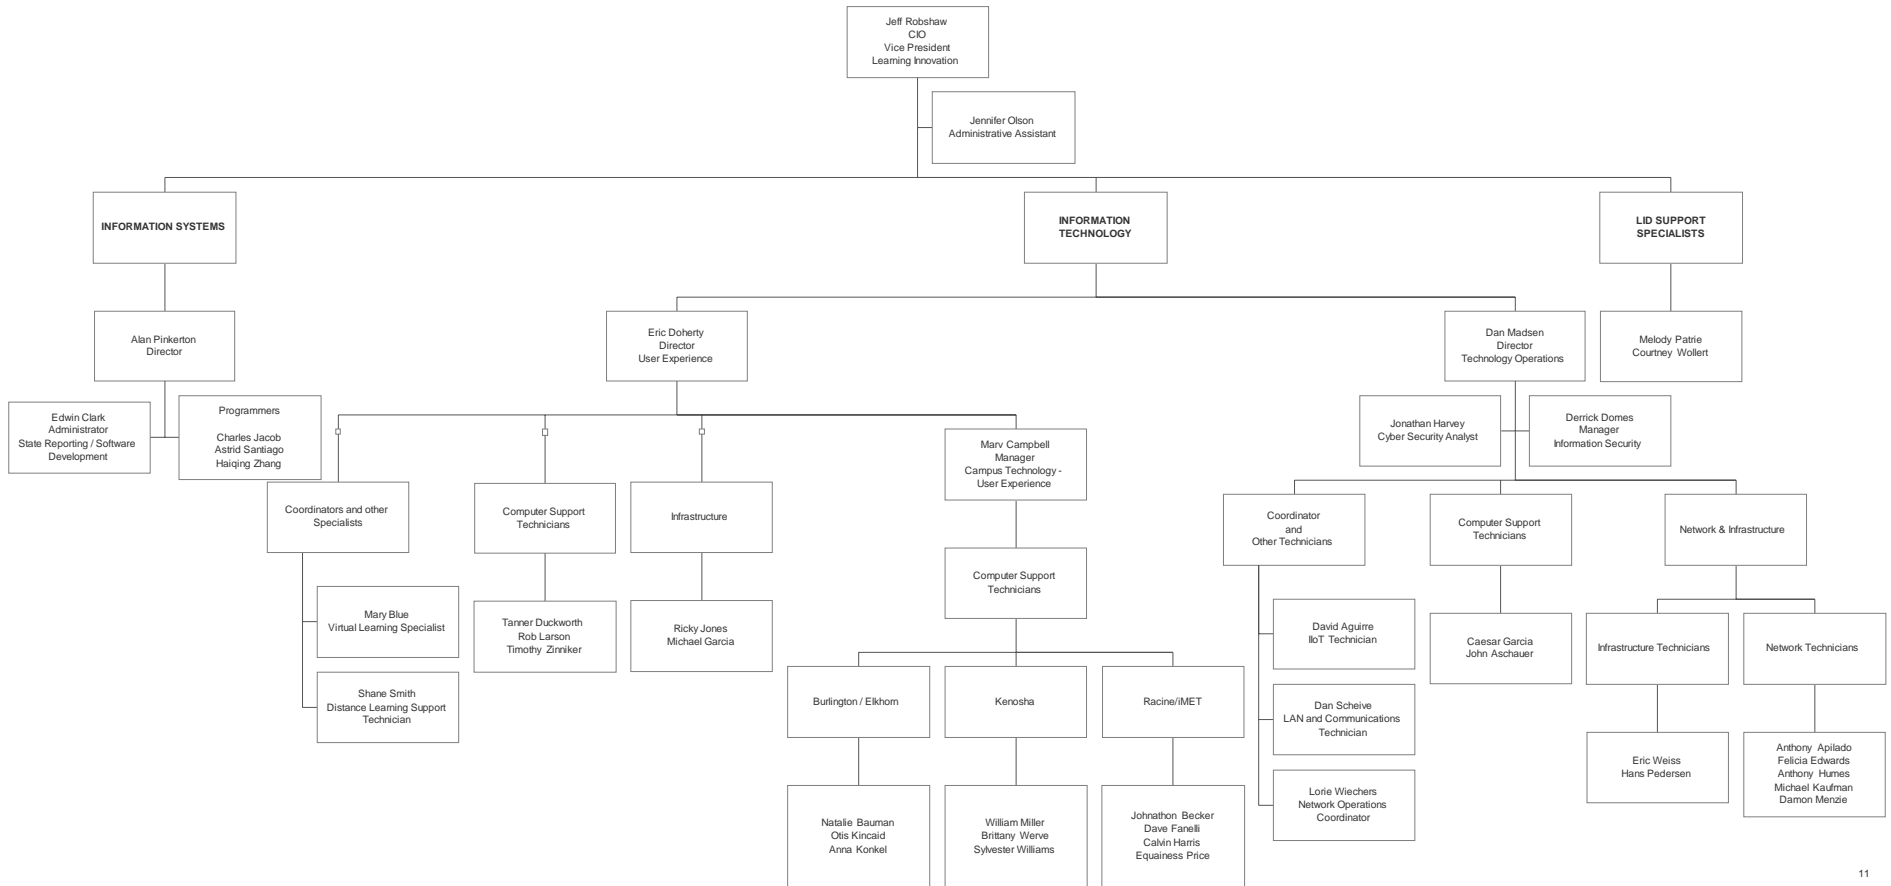 Jeff Robshaw
CIO
Vice President
Learning Innovation
Jennifer Olson
Administrative Assistant
INFORMATION SYSTEMS
INFORMATION
TECHNOLOGY
LID SUPPORT
SPECIALISTS
Alan Pinkerton
Director
Eric Doherty
Director
User Experience
Dan Madsen
Director
Technology Operations
Melody Patrie
Courtney Wollert
Edwin Clark
Administrator
State Reporting / Software
Development
Programmers
Charles Jacob
Astrid Santiago
Haiqing Zhang
Jonathan Harvey
Cyber Security Analyst
Derrick Domes
Manager
Information Security
Marv Campbell
Manager
Campus Technology -
User Experience
Coordinators and other
Specialists
Computer Support
Technicians
Infrastructure
Coordinator
and
Other Technicians
Computer Support
Technicians
Network & Infrastructure
Computer Support
Technicians
Mary Blue
Virtual Learning Specialist
Tanner Duckworth
Rob Larson
Timothy Zinniker
Ricky Jones
Michael Garcia
David Aguirre
IIoT Technician
Caesar Garcia
John Aschauer
Infrastructure Technicians
Network Technicians
Shane Smith
Distance Learning Support
Technician
Burlington / Elkhorn
Kenosha
Racine/iMET
Dan Scheive
LAN and Communications
Technician
Eric Weiss
Hans Pedersen
Anthony Apilado
Felicia Edwards
Anthony Humes
Michael Kaufman
Damon Menzie
Natalie Bauman
Otis Kincaid
Anna Konkel
William Miller
Brittany Werve
Sylvester Williams
Johnathon Becker
Dave Fanelli
Calvin Harris
Equainess Price
Lorie Wiechers
Network Operations
Coordinator
11